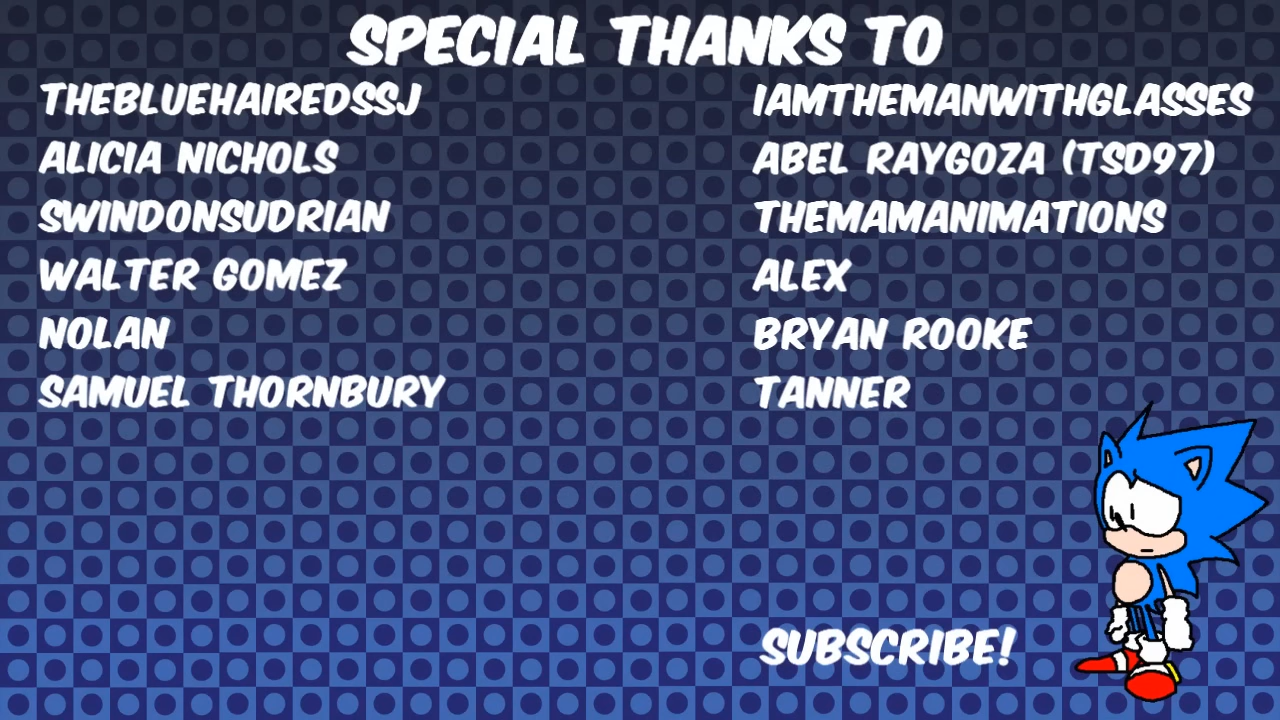 SPECIAL THANKS TO
THEBLUEHAIREDSSJ
ALICIA NICHOLS
SWINDONSUDRIAN
WALTER GOMEZ
NOLAN
SAMUEL THORNBURY
IAMTHEMANWITHGLASSES
ABEL RAYGOZA (TSD97)
THEMAMANIMATIONS
ALEX
BRYAN ROOKE
TANNER
SUBSCRIBE!